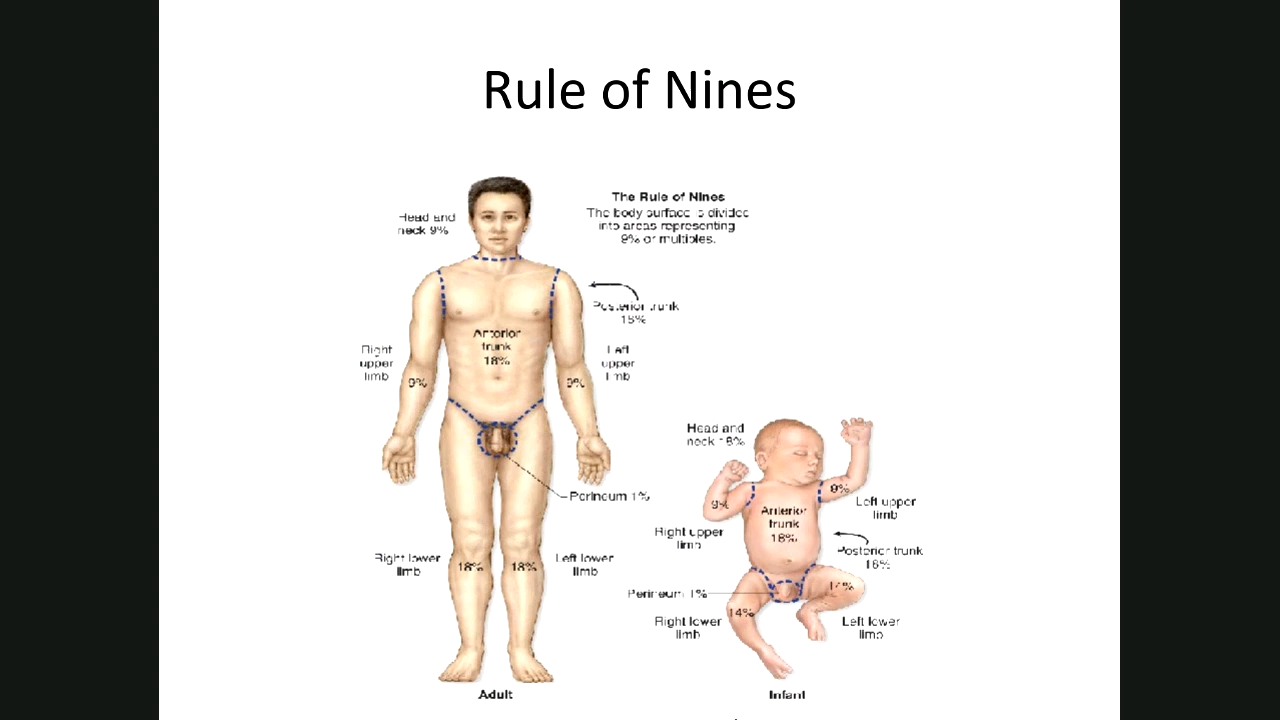 Rule of Nines
The Rule of Nines
The body surface is divided
into areas representing
9% or multiples.
Head and
neck 9%
Posterior trunk
18%
Anterior
trunk
18%
Right
upper
limb
9%
9%
Left
upper
limb
Perineum 1%
Right lower
limb
18%
18%
Left lower
limb
Adult
Head and
neck 18%
9%
Left upper
limb
9%
Anterior
trunk
18%
Right upper
limb
Posterior trunk
18%
Perineum 1%
14%
14%
Right lower
limb
Left lower
limb
Infant